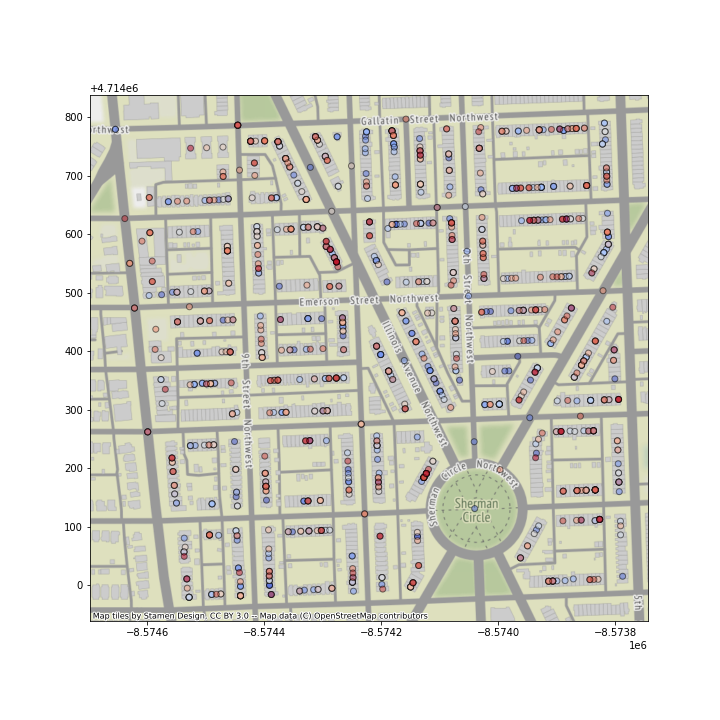 +4.714e6
800
700
600
500
400
300
200
100
0
Gallatin Street Northwest
rthwest
Emerson Street Northwest
9th Street Northwest
Illinois Avenue Northwest
Street Northwest
Sherman Circle Northwest
Sherman
Circle
5th
Map tiles by Stamen Design, CC BY 3.0 -- Map data (C) OpenStreetMap contributors
−8.5746
−8.5744
−8.5742
−8.5740
−8.5738
1e6